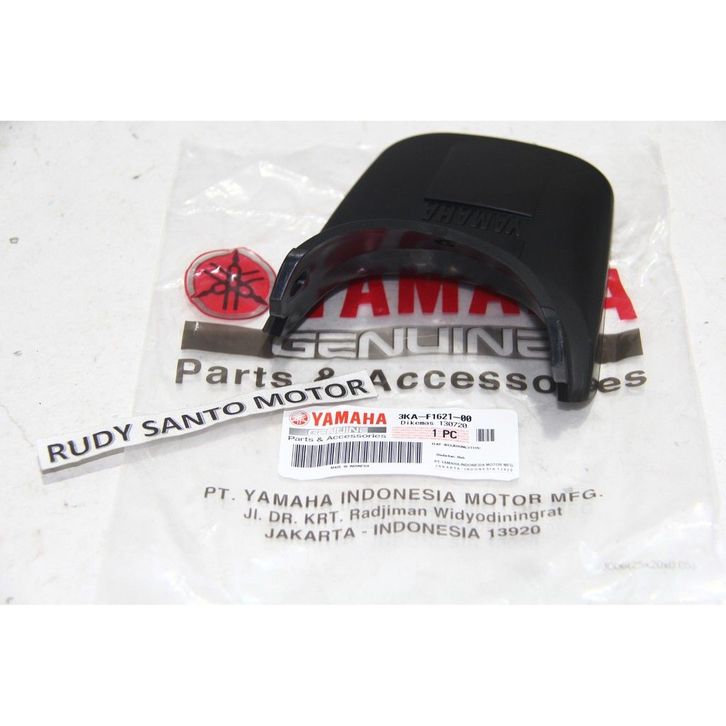 YAMAHA
YAMAHA
GENUINE
Parts & Accessories
RUDY SANTO MOTOR
YAMAHA
GENUINE
Parts & Accessories
3KA-F1621-00
Dikemas 130720
1 PC
MADE IN INDONESIA
PT. YAMAHA INDONESIA MOTOR MFG.
PT. YAMAHA INDONESIA MOTOR MFG.
Jl. DR. KRT. Radjiman Widyodiningrat
JAKARTA - INDONESIA 13920